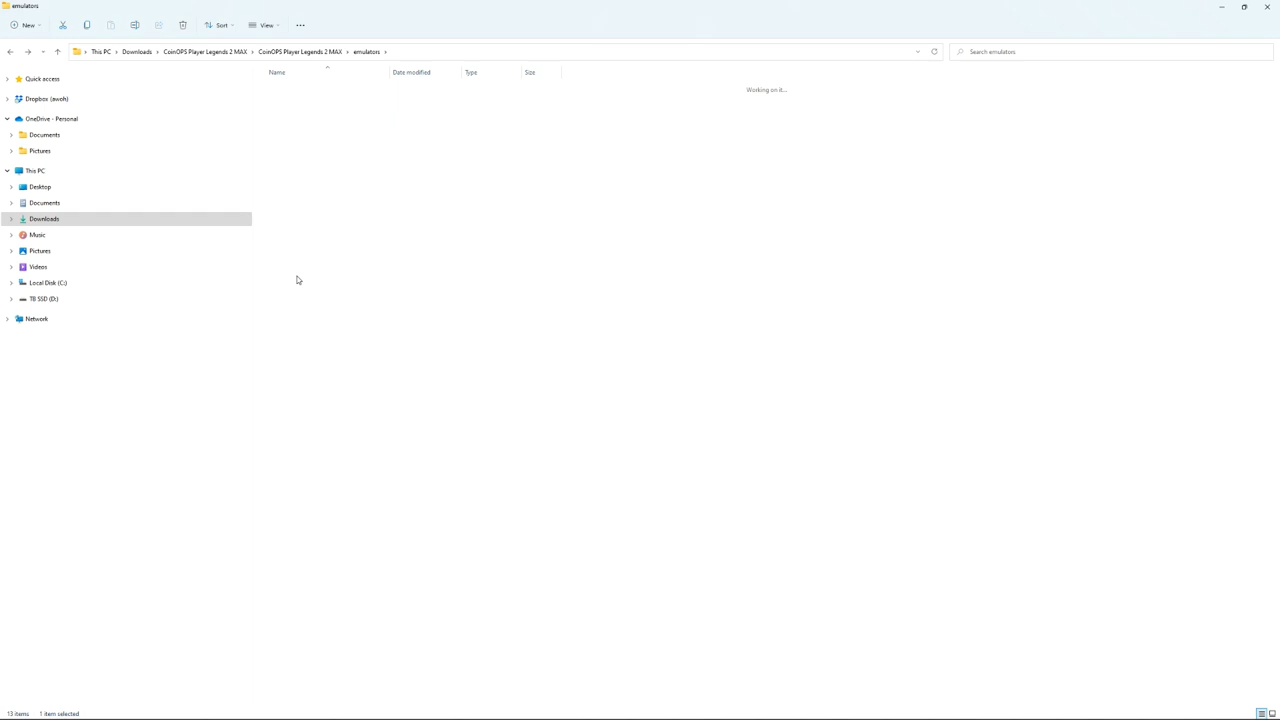 emulators
New
Sort
View
This PC > Downloads > CoinOPS Player Legends 2 MAX > CoinOPS Player Legends 2 MAX > emulators >
Search emulators
Name Date modified Type Size
Working on it...
Quick access
Dropbox (awoh)
OneDrive - Personal
Documents
Pictures
This PC
Desktop
Documents
Downloads
Music
Pictures
Videos
Local Disk (C:)
TB SSD (D:)
Network
13 items 1 item selected